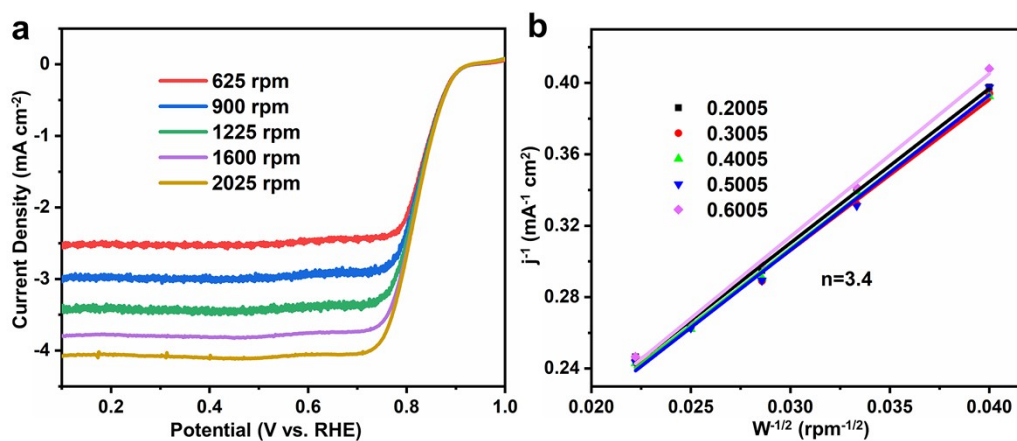 a
0
-1
-2
-3
-4
Current Density (mA cm⁻²)
625 rpm
900 rpm
1225 rpm
1600 rpm
2025 rpm
0.2 0.4 0.6 0.8 1.0
Potential (V vs. RHE)
b
0.40
0.36
0.32
0.28
0.24
j⁻¹ (mA⁻¹ cm²)
0.2005
0.3005
0.4005
0.5005
0.6005
n=3.4
0.020 0.025 0.030 0.035 0.040
W⁻¹/² (rpm⁻¹/²)